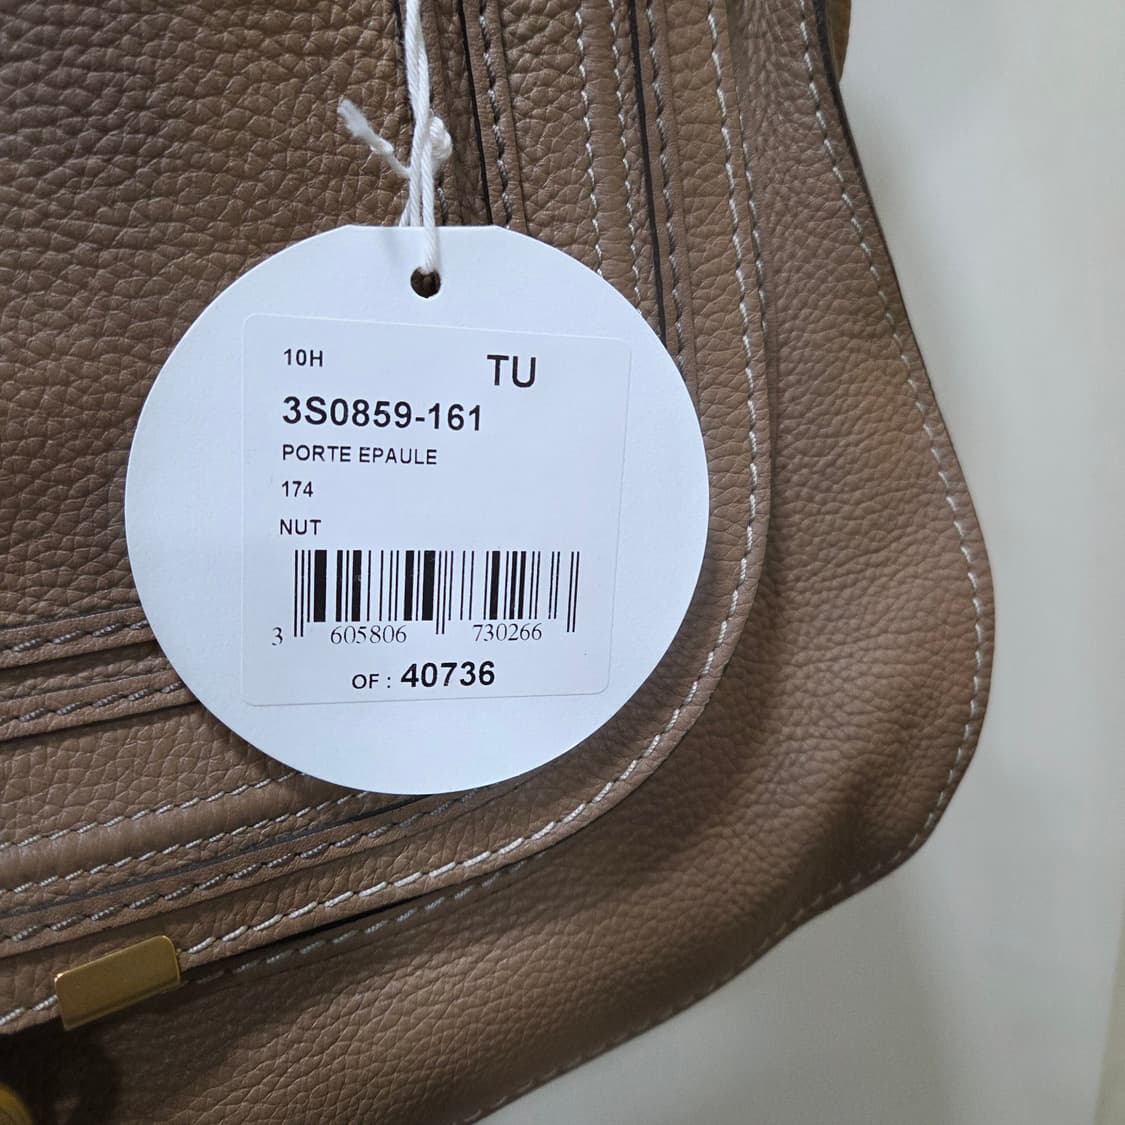 10H TU
3S0859-161
PORTE EPAULE
174
NUT
3 605806 730266
OF : 40736